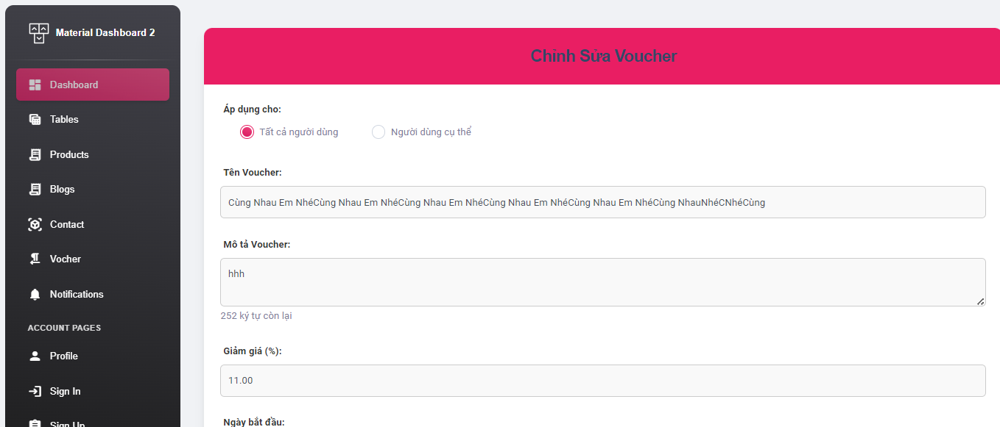 Material Dashboard 2
Dashboard
Tables
Products
Blogs
Contact
Vocher
Notifications
ACCOUNT PAGES
Profile
Sign In
Sign Up
Chỉnh Sửa Voucher
Áp dụng cho:
Tất cả người dùng
Người dùng cụ thể
Tên Voucher:
Cùng Nhau Em NhéCùng Nhau Em NhéCùng Nhau Em NhéCùng Nhau Em NhéCùng Nhau Em NhéCùng NhauNhéCNhéCùng
Mô tả Voucher:
hhh
252 ký tự còn lại
Giảm giá (%):
11.00
Ngày bắt đầu: